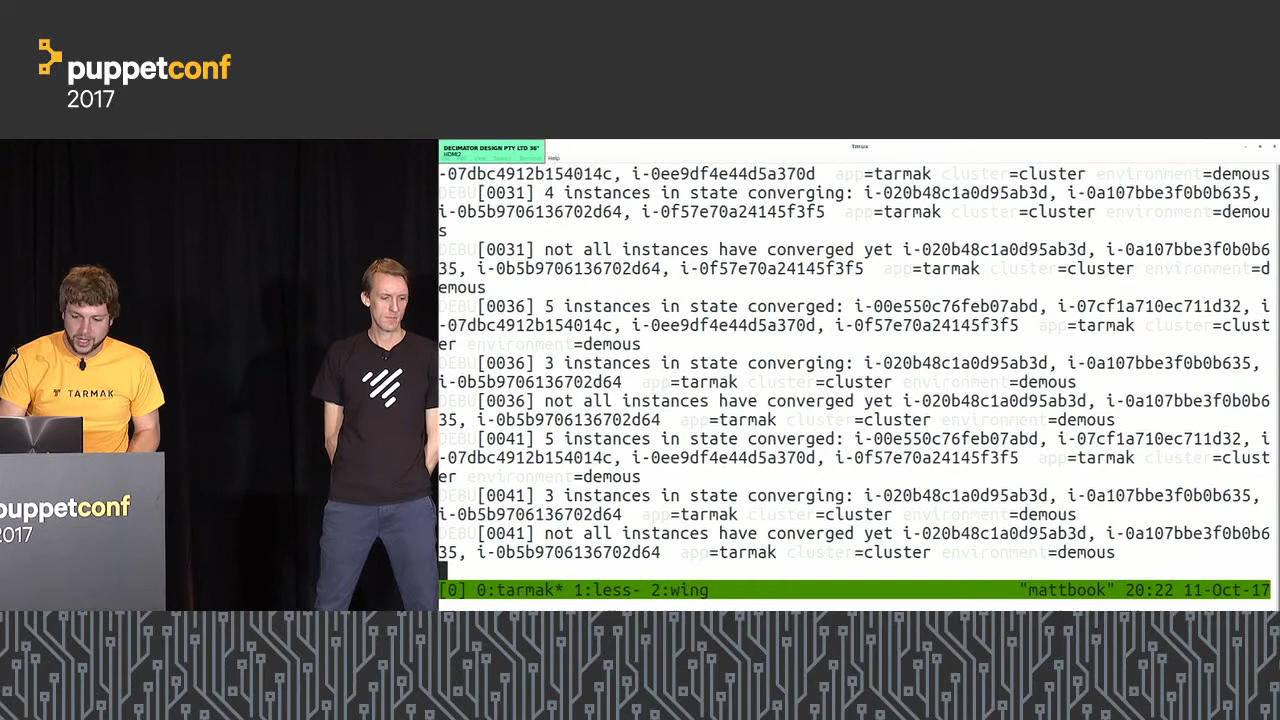 puppetconf
2017
TARMAK
puppetconf
2017
DECIMATOR DESIGN PTY LTD 36"
HDMI2
Help
tmux
-07dbc4912b154014c, i-0ee9df4e44d5a370d app=tarmak cluster=cluster environment=demous
DEBU[0031] 4 instances in state converging: i-020b48c1a0d95ab3d, i-0a107bbe3f0b0b635,
i-0b5b9706136702d64, i-0f57e70a24145f3f5 app=tarmak cluster=cluster environment=demou
s
DEBU[0031] not all instances have converged yet i-020b48c1a0d95ab3d, i-0a107bbe3f0b0b6
35, i-0b5b9706136702d64, i-0f57e70a24145f3f5 app=tarmak cluster=cluster environment=d
emous
DEBU[0036] 5 instances in state converged: i-00e550c76feb07abd, i-07cf1a710ec711d32, i
-07dbc4912b154014c, i-0ee9df4e44d5a370d, i-0f57e70a24145f3f5 app=tarmak cluster=clust
er environment=demous
DEBU[0036] 3 instances in state converging: i-020b48c1a0d95ab3d, i-0a107bbe3f0b0b635,
i-0b5b9706136702d64 app=tarmak cluster=cluster environment=demous
DEBU[0036] not all instances have converged yet i-020b48c1a0d95ab3d, i-0a107bbe3f0b0b6
35, i-0b5b9706136702d64 app=tarmak cluster=cluster environment=demous
DEBU[0041] 5 instances in state converged: i-00e550c76feb07abd, i-07cf1a710ec711d32, i
-07dbc4912b154014c, i-0ee9df4e44d5a370d, i-0f57e70a24145f3f5 app=tarmak cluster=clust
er environment=demous
DEBU[0041] 3 instances in state converging: i-020b48c1a0d95ab3d, i-0a107bbe3f0b0b635,
i-0b5b9706136702d64 app=tarmak cluster=cluster environment=demous
DEBU[0041] not all instances have converged yet i-020b48c1a0d95ab3d, i-0a107bbe3f0b0b6
35, i-0b5b9706136702d64 app=tarmak cluster=cluster environment=demous
[0] 0:tarmak* 1:less- 2:wing "mattbook" 20:22 11-Oct-17